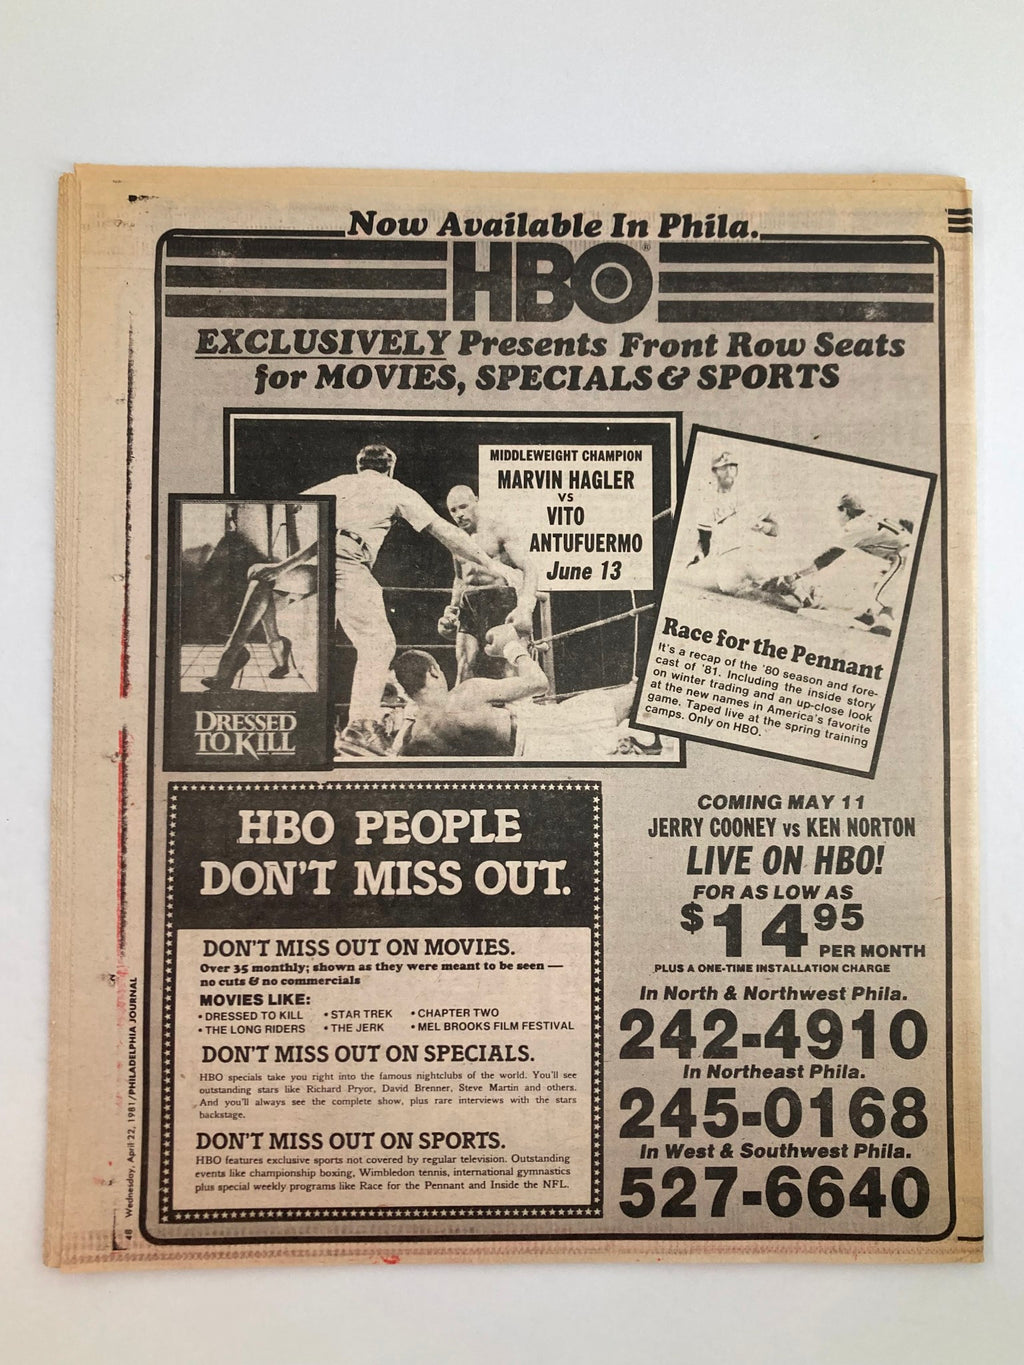 Now Available In Phila.
HBO®
EXCLUSIVELY Presents Front Row Seats
for MOVIES, SPECIALS & SPORTS
MIDDLEWEIGHT CHAMPION
MARVIN HAGLER
VS
VITO
ANTUFUERMO
June 13
DRESSED
TO KILL
Race for the Pennant
It's a recap of the '80 season and fore-
cast of '81. Including the inside story
on winter trading and an up-close look
at the new names in America's favorite
game. Taped live at the spring training
camps. Only on HBO.
HBO PEOPLE
DON'T MISS OUT.
DON'T MISS OUT ON MOVIES.
Over 35 monthly; shown as they were meant to be seen —
no cuts & no commercials
MOVIES LIKE:
• DRESSED TO KILL • STAR TREK • CHAPTER TWO
• THE LONG RIDERS • THE JERK • MEL BROOKS FILM FESTIVAL
DON'T MISS OUT ON SPECIALS.
HBO specials take you right into the famous nightclubs of the world. You'll see
outstanding stars like Richard Pryor, David Brenner, Steve Martin and others.
And you'll always see the complete show, plus rare interviews with the stars
backstage.
DON'T MISS OUT ON SPORTS.
HBO features exclusive sports not covered by regular television. Outstanding
events like championship boxing, Wimbledon tennis, international gymnastics
plus special weekly programs like Race for the Pennant and Inside the NFL.
COMING MAY 11
JERRY COONEY vs KEN NORTON
LIVE ON HBO!
FOR AS LOW AS
$14 95
PER MONTH
PLUS A ONE-TIME INSTALLATION CHARGE
In North & Northwest Phila.
242-4910
In Northeast Phila.
245-0168
In West & Southwest Phila.
527-6640
48 Wednesday, April 22, 1981/PHILADELPHIA JOURNAL